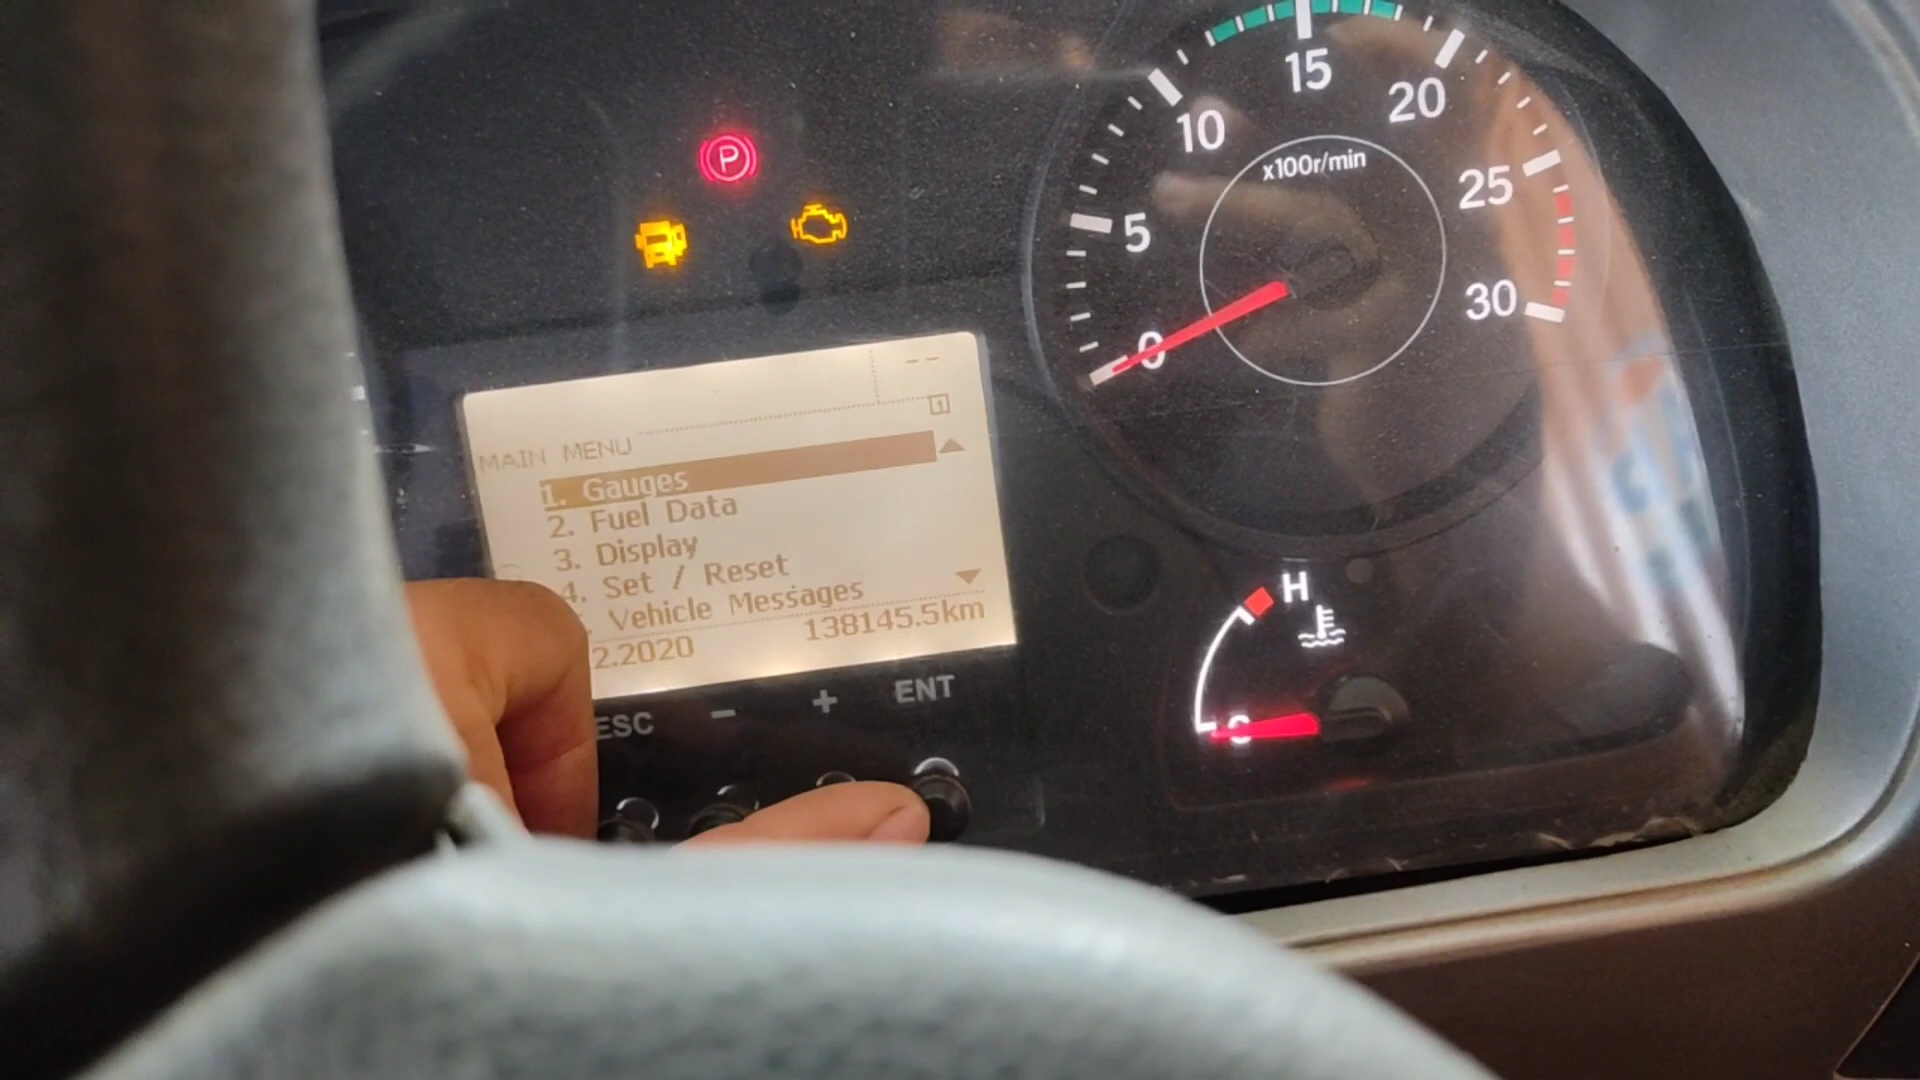 15
10
20
x100r/min
25
5
30
0
P
--
1
MAIN MENU
1. Gauges
2. Fuel Data
3. Display
4. Set / Reset
Vehicle Messages
2.2020
138145.5km
ESC - + ENT
H
C